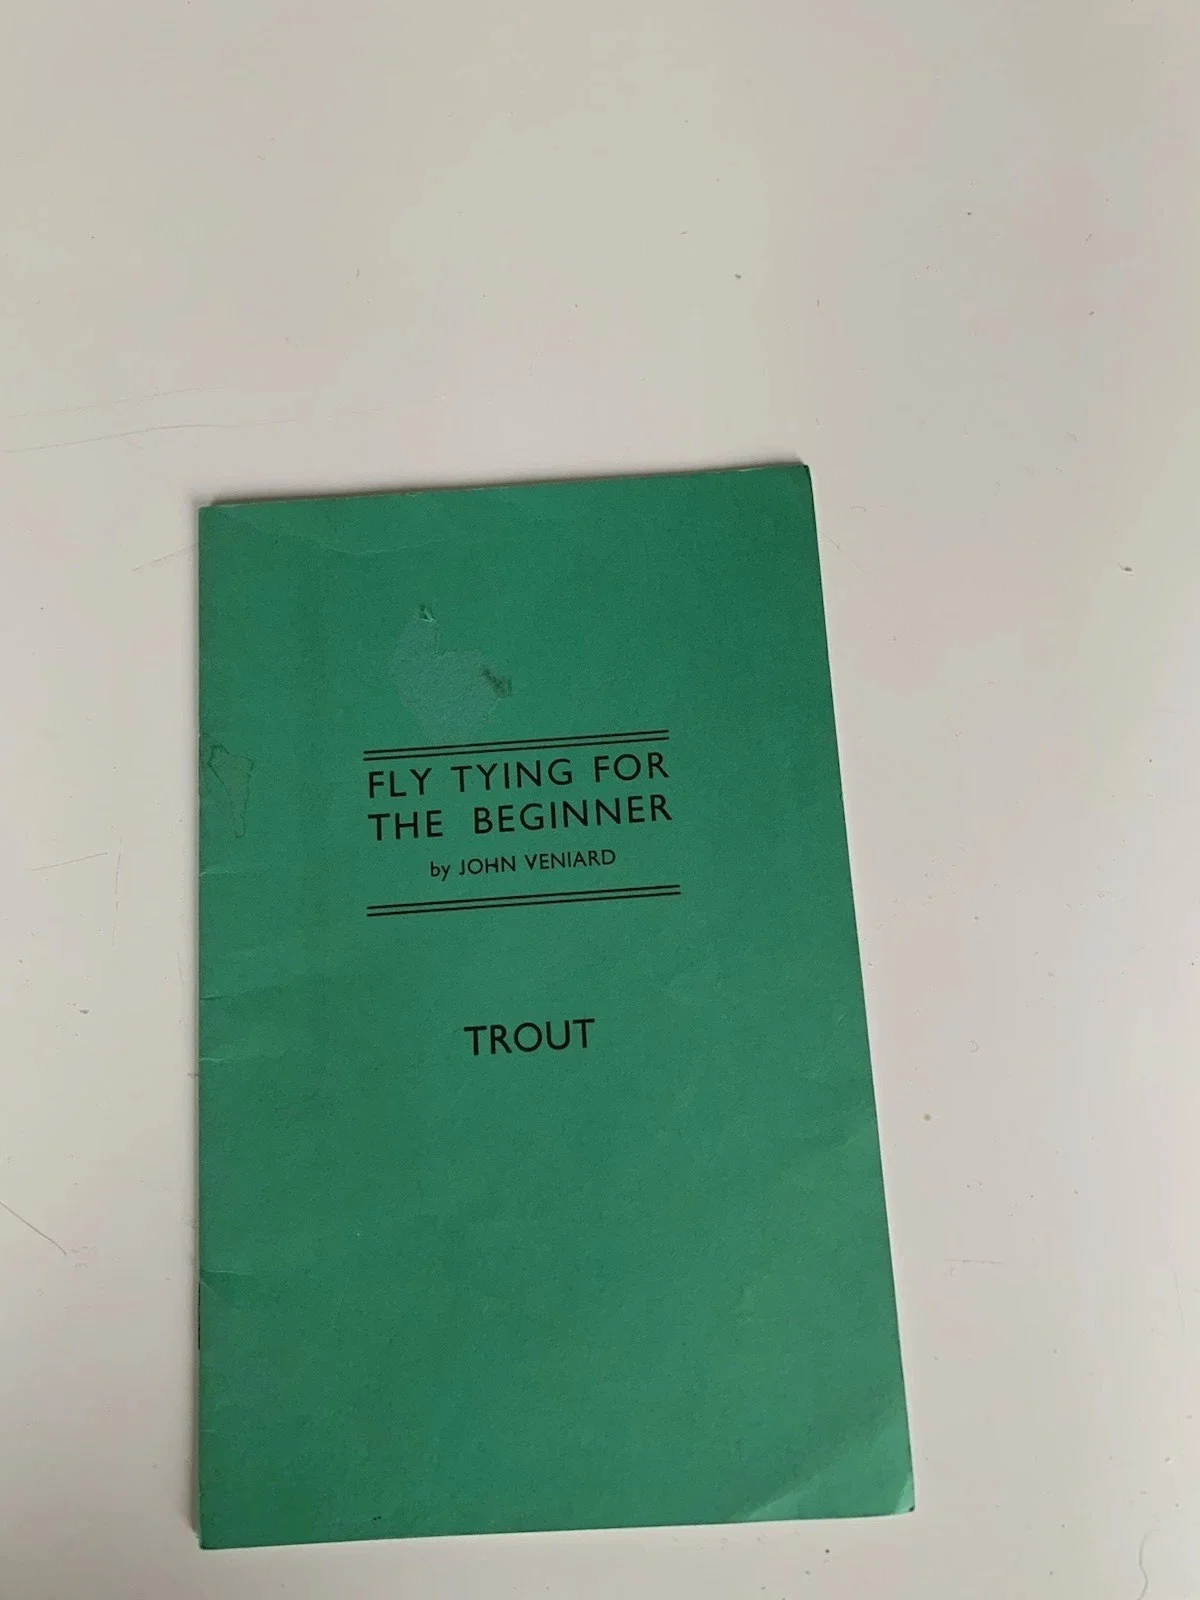 FLY TYING FOR
THE BEGINNER
by JOHN VENIARD
TROUT